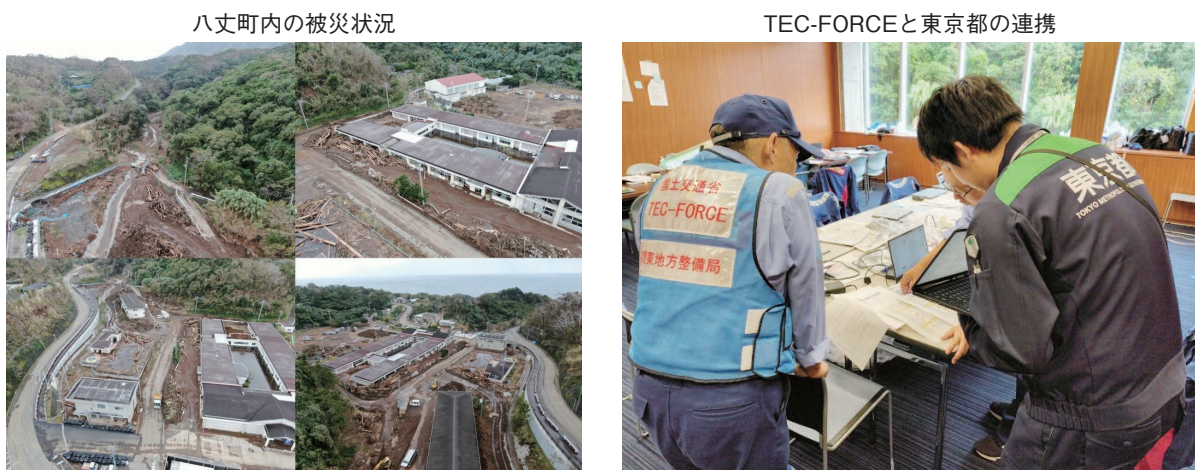 八丈町内の被災状況
TEC-FORCEと東京都の連携
国土交通省
TEC-FORCE
関東地方整備局
東京都
TOKYO METROPOLITAN